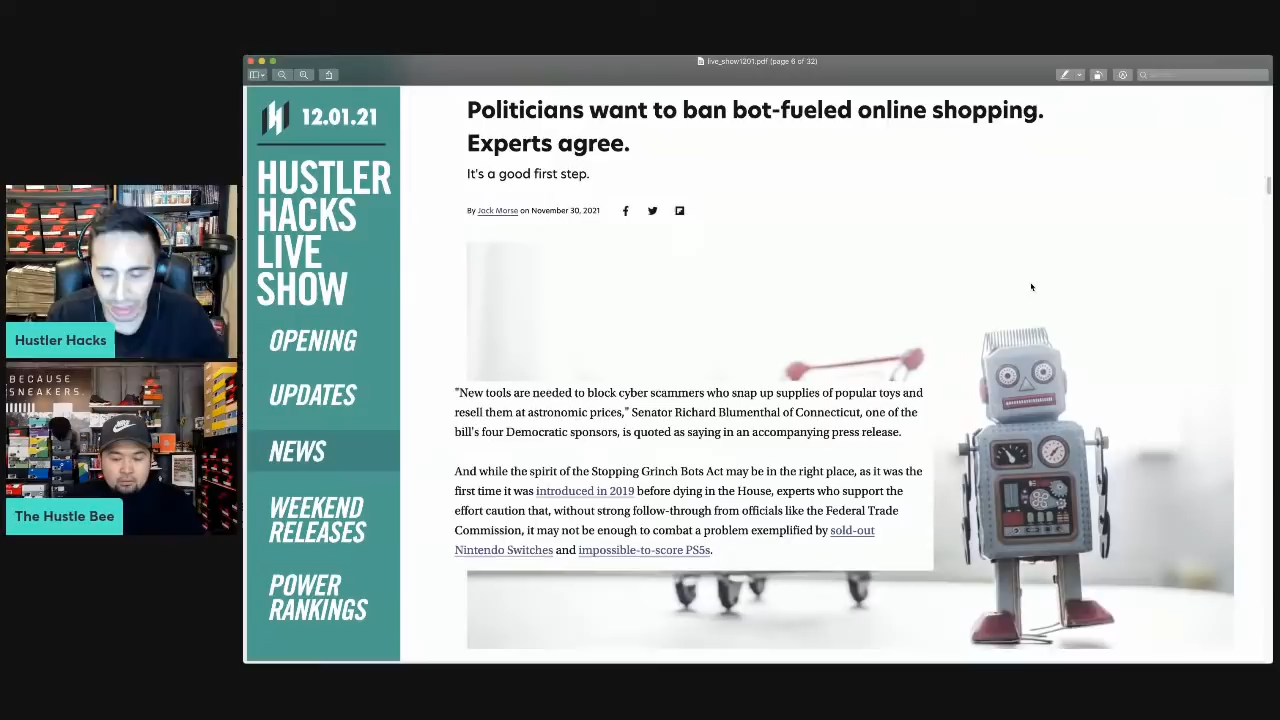 live_show1201.pdf (page 6 of 32)
12.01.21
HUSTLER
HACKS
LIVE
SHOW
OPENING
UPDATES
NEWS
WEEKEND
RELEASES
POWER
RANKINGS
Politicians want to ban bot-fueled online shopping.
Experts agree.
It's a good first step.
By Jack Morse on November 30, 2021
"New tools are needed to block cyber scammers who snap up supplies of popular toys and
resell them at astronomic prices," Senator Richard Blumenthal of Connecticut, one of the
bill's four Democratic sponsors, is quoted as saying in an accompanying press release.
And while the spirit of the Stopping Grinch Bots Act may be in the right place, as it was the
first time it was introduced in 2019 before dying in the House, experts who support the
effort caution that, without strong follow-through from officials like the Federal Trade
Commission, it may not be enough to combat a problem exemplified by sold-out
Nintendo Switches and impossible-to-score PS5s.
Hustler Hacks
BECAUSE
SNEAKERS.
The Hustle Bee